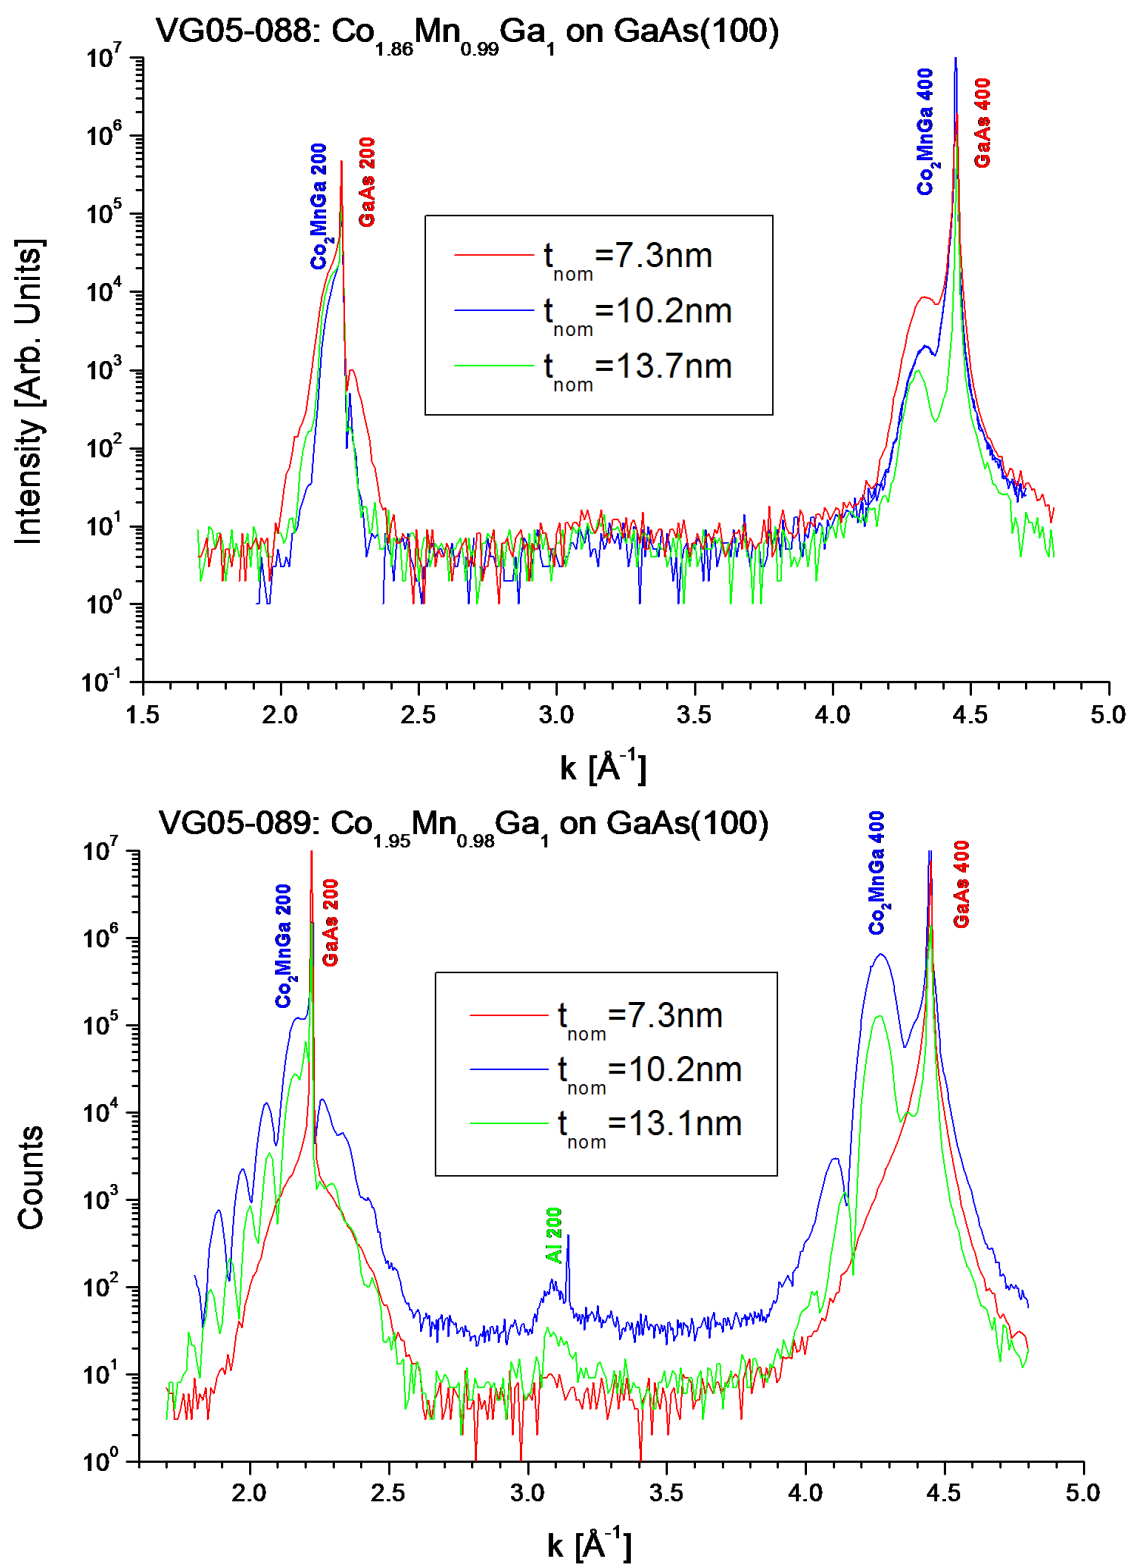 VG05-088: Co1.86Mn0.99Ga1 on GaAs(100)
10^7
10^6
10^5
10^4
10^3
10^2
10^1
10^0
10^-1
Intensity [Arb. Units]
Co2MnGa 200
GaAs 200
Co2MnGa 400
GaAs 400
tnom=7.3nm
tnom=10.2nm
tnom=13.7nm
1.5 2.0 2.5 3.0 3.5 4.0 4.5 5.0
k [Å^-1]
VG05-089: Co1.95Mn0.98Ga1 on GaAs(100)
10^7
10^6
10^5
10^4
10^3
10^2
10^1
10^0
Counts
Co2MnGa 200
GaAs 200
Al 200
Co2MnGa 400
GaAs 400
tnom=7.3nm
tnom=10.2nm
tnom=13.1nm
2.0 2.5 3.0 3.5 4.0 4.5 5.0
k [Å^-1]